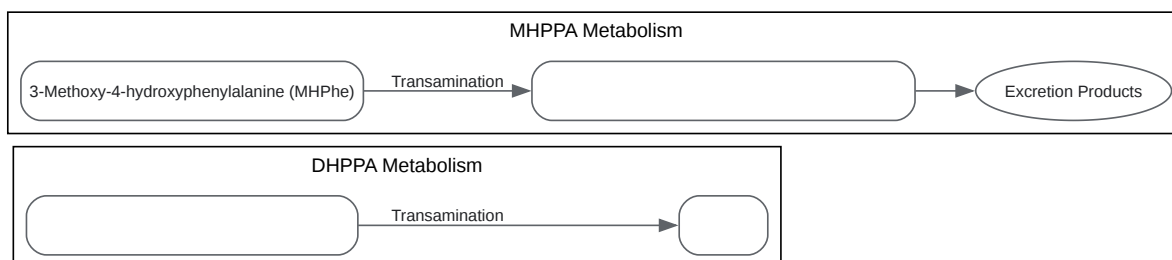 MHPPA Metabolism
3-Methoxy-4-hydroxyphenylalanine (MHPhe)
Transamination
Excretion Products
DHPPA Metabolism
Transamination